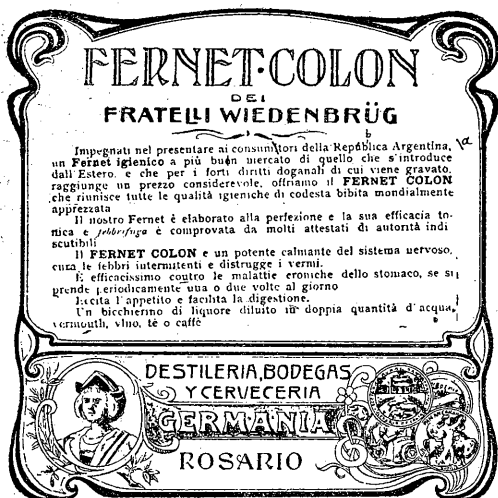 FERNET·COLON
DEI
FRATELLI WIEDENBRÜG
Impegnati nel presentare ai consumitori della República Argentina,
un Fernet igienico a più buon mercato di quello che s'introduce
dall'Estero, e che per i forti diritti doganali di cui viene gravato,
raggiunge un prezzo considerevole, offriamo il FERNET COLON
che riunisce tutte le qualità igieniche di codesta bibita mondialmente
apprezzata
Il nostro Fernet è elaborato alla perfezione e la sua efficacia to-
nica e febbrifuga è comprovata da molti attestati di autorità indi
scutibili
Il FERNET COLON e un potente calmante del sistema nervoso,
cura le febbri intermitenti e distrugge i vermi.
E efficacissimo contro le malattie croniche dello stomaco, se si
prende periodicamente una o due volte al giorno
Eccita l'appetito e facilita la digestione.
Un bicchierino di liquore diluito in doppia quantità d'acqua,
vermouth, vino, tè o caffè
DESTILERIA, BODEGAS
Y CERVECERIA
GERMANIA
ROSARIO